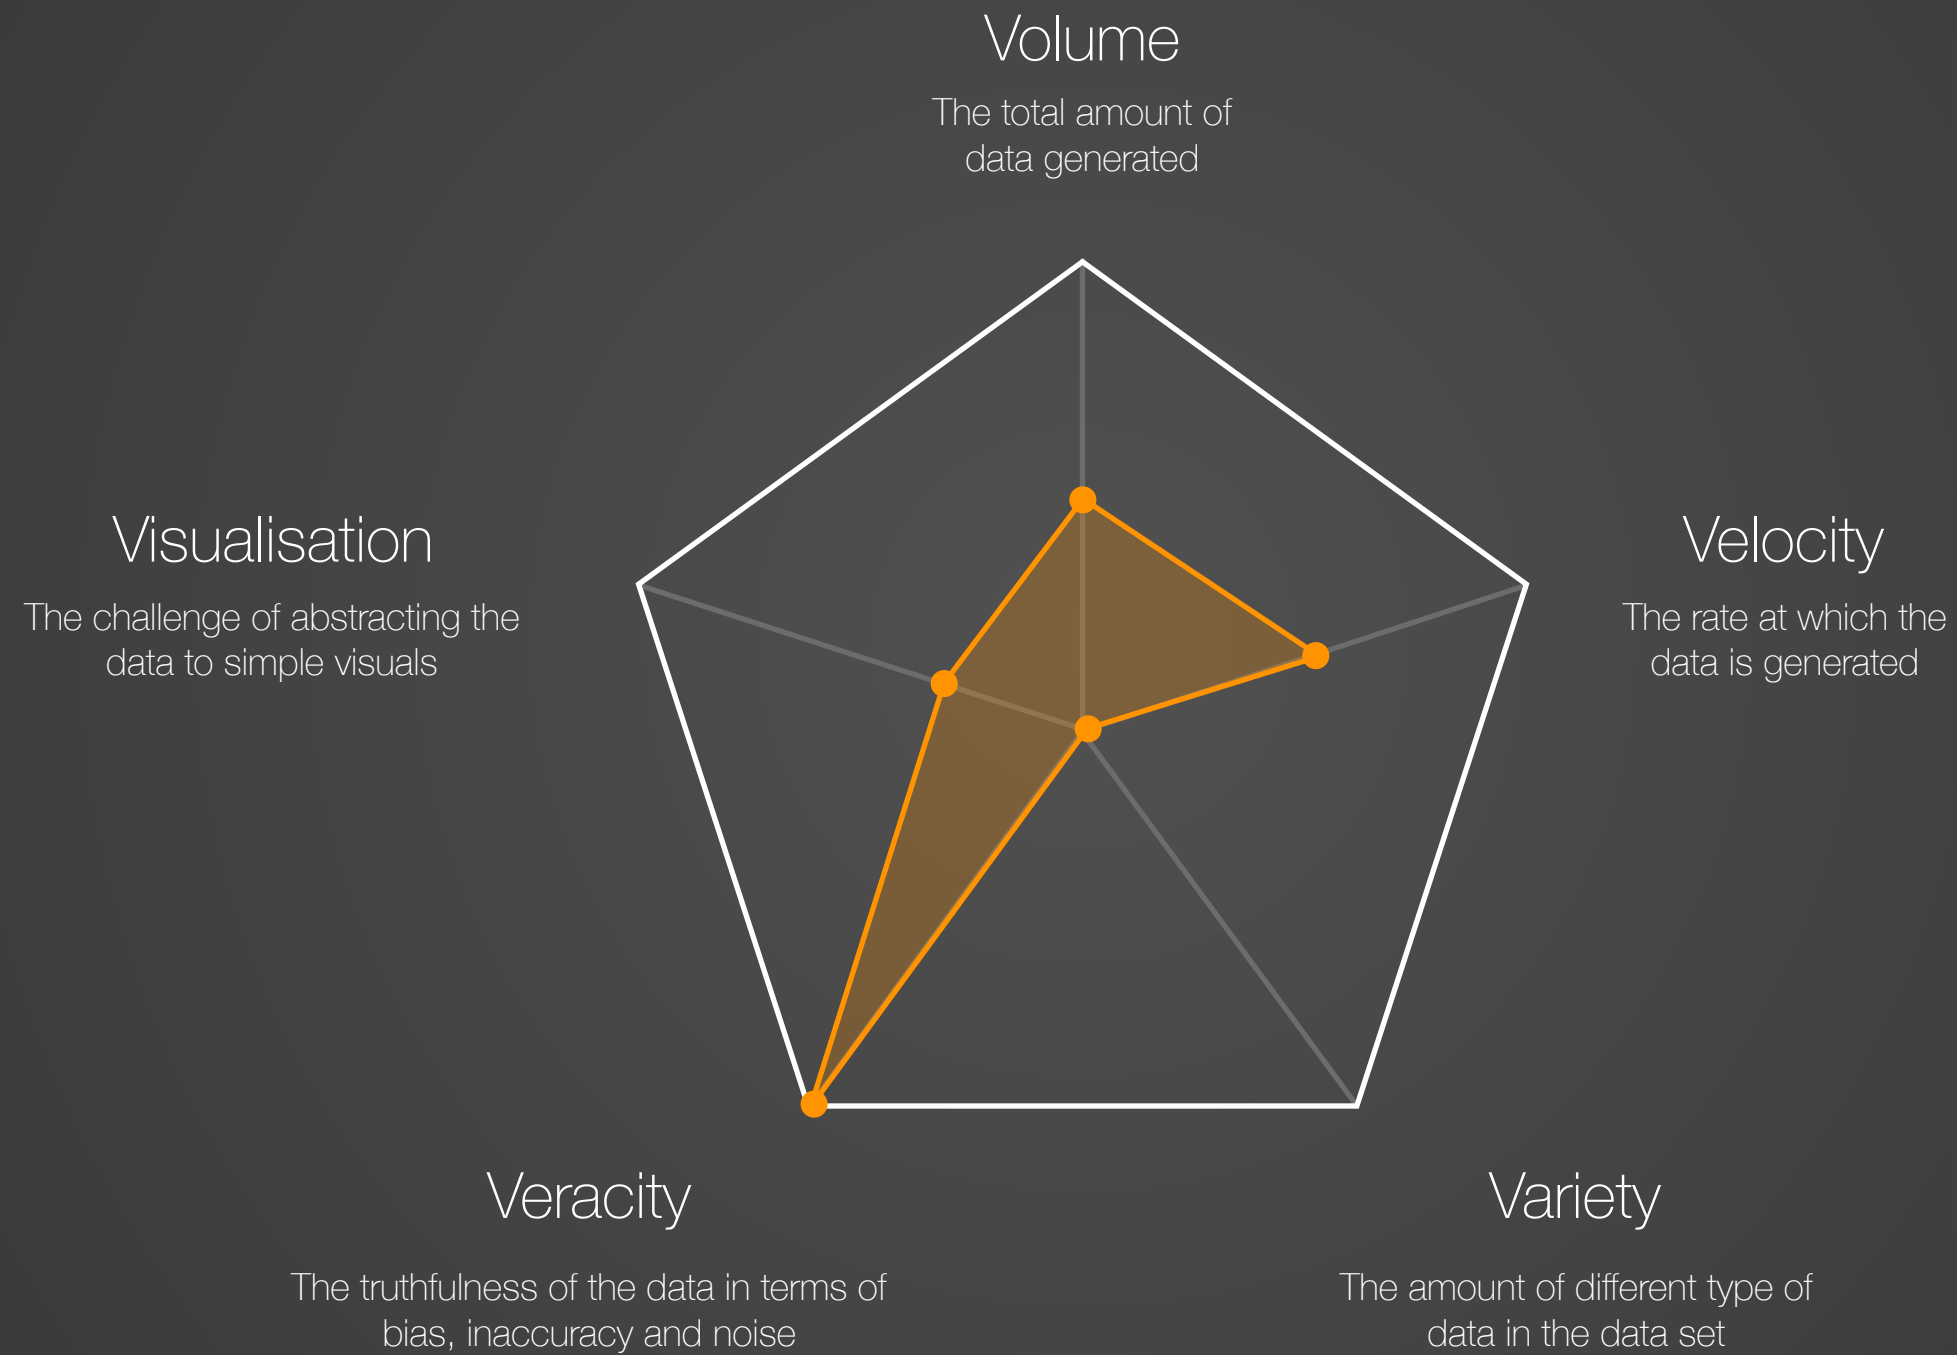 Volume
The total amount of
data generated
Visualisation
The challenge of abstracting the
data to simple visuals
Velocity
The rate at which the
data is generated
Veracity
The truthfulness of the data in terms of
bias, inaccuracy and noise
Variety
The amount of different type of
data in the data set